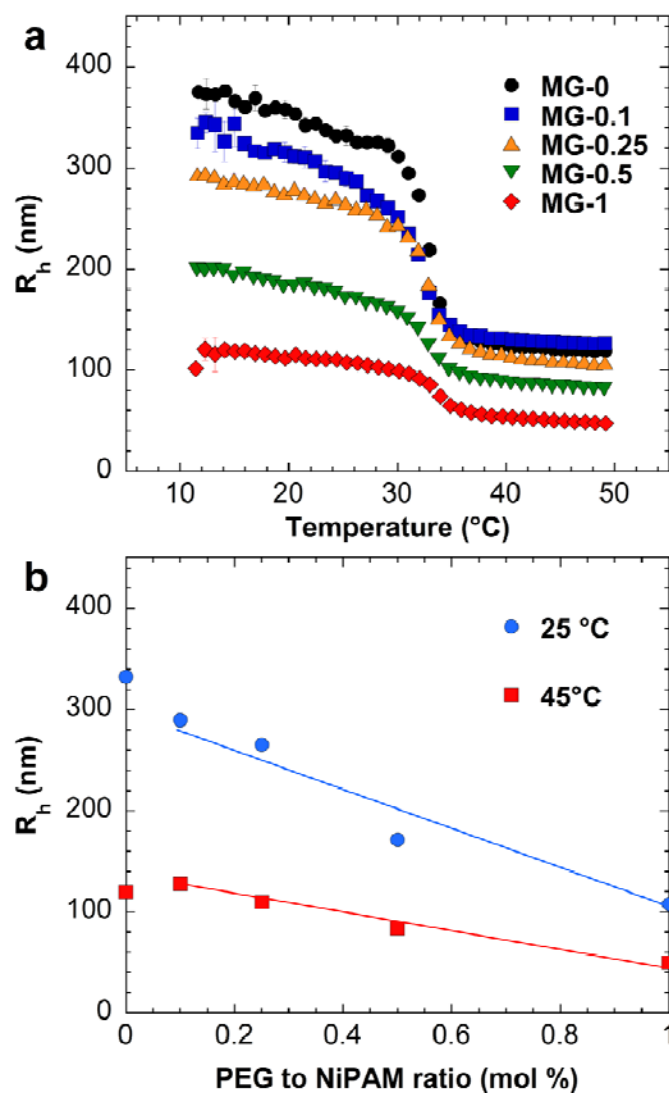 a
400
300
200
100
0
R_h (nm)
MG-0
MG-0.1
MG-0.25
MG-0.5
MG-1
10 20 30 40 50
Temperature (°C)
b
400
300
200
100
0
R_h (nm)
25 °C
45°C
0 0.2 0.4 0.6 0.8 1
PEG to NiPAM ratio (mol %)